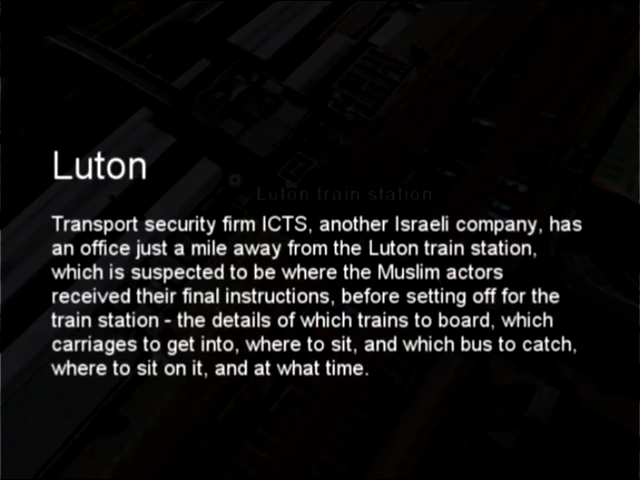 Luton
Luton train station
Transport security firm ICTS, another Israeli company, has
an office just a mile away from the Luton train station,
which is suspected to be where the Muslim actors
received their final instructions, before setting off for the
train station - the details of which trains to board, which
carriages to get into, where to sit, and which bus to catch,
where to sit on it, and at what time.